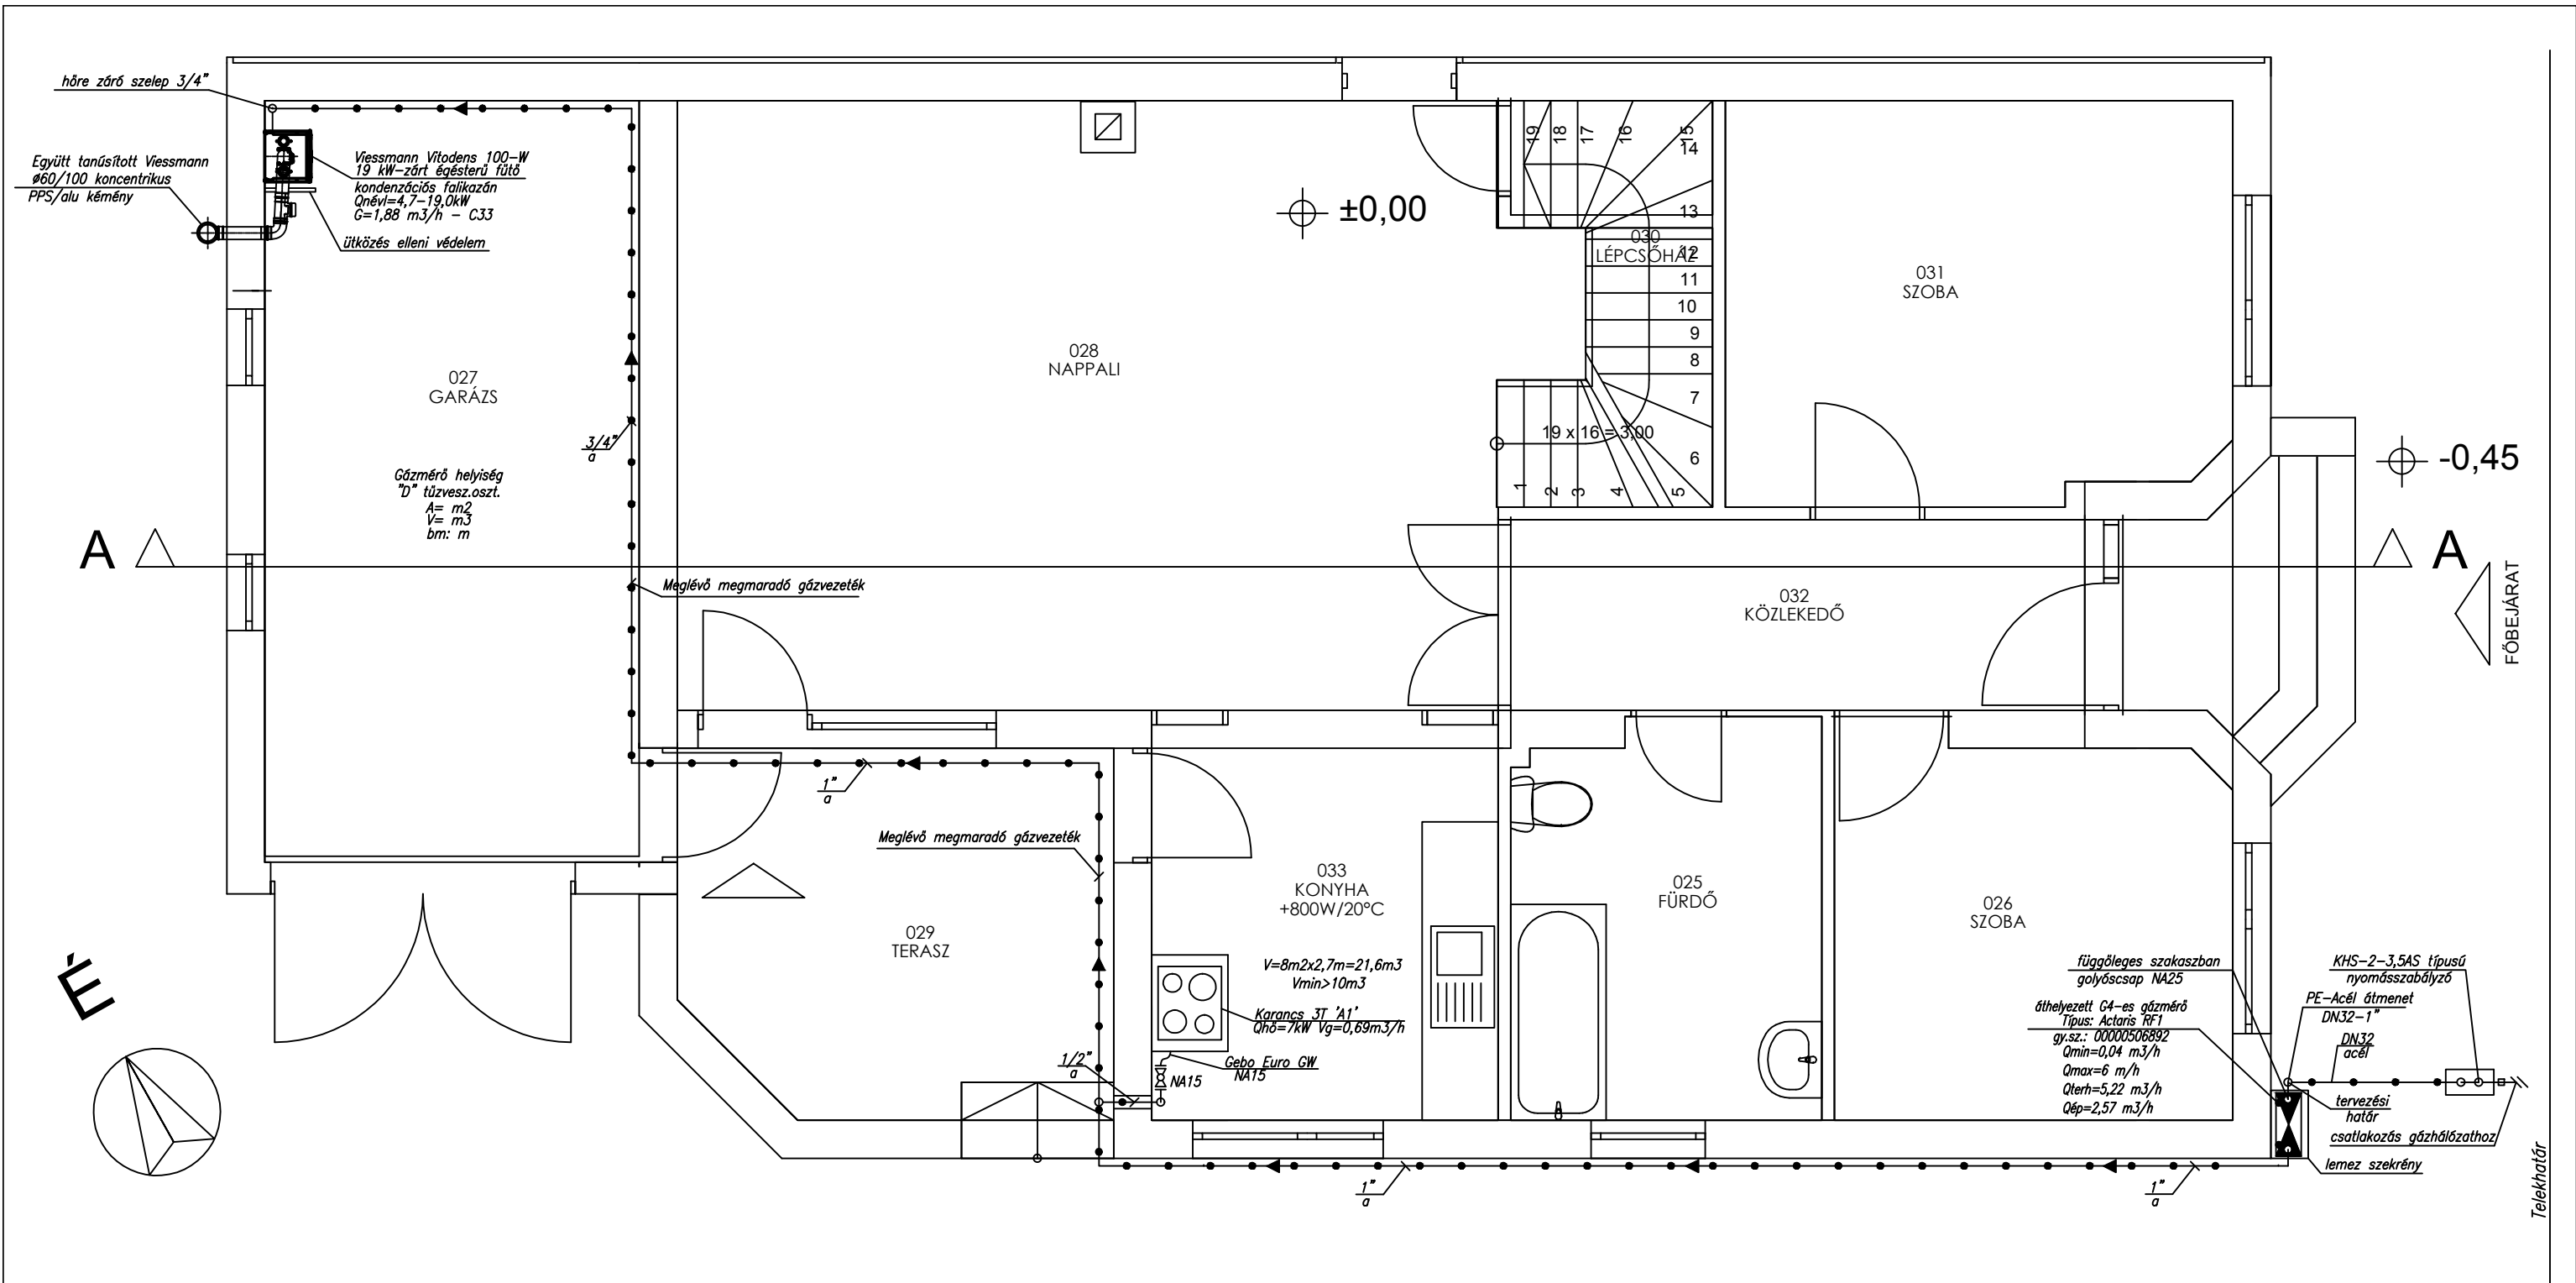 hőre záró szelep 3/4"
Együtt tanúsított Viessmann
ø60/100 koncentrikus
PPS/alu kémény
Viessmann Vitodens 100-W
19 kW-zárt égésterű fűtő
kondenzációs falikazán
Qnévl=4,7-19,0kW
G=1,88 m3/h - C33
ütközés elleni védelem
027
GARÁZS
3/4"
a
Gázmérő helyiség
"D" tűzvesz.oszt.
A= m2
V= m3
bm: m
A
Meglévő megmaradó gázvezeték
028
NAPPALI
±0,00
19
18
17
16
15
14
13
030
LÉPCSŐHÁZ
12
11
10
9
8
7
19 x 16 = 3,00
6
1
2
3
4
5
031
SZOBA
-0,45
A
FŐBEJÁRAT
032
KÖZLEKEDŐ
1"
a
Meglévő megmaradó gázvezeték
029
TERASZ
033
KONYHA
+800W/20°C
V=8m2x2,7m=21,6m3
Vmin>10m3
Karancs 3T 'A1'
Qhő=7kW Vg=0,69m3/h
Gebo Euro GW
NA15
NA15
1/2"
a
025
FÜRDŐ
026
SZOBA
függőleges szakaszban
golyóscsap NA25
áthelyezett G4-es gázmérő
Típus: Actaris RF1
gy.sz.: 00000506892
Qmin=0,04 m3/h
Qmax=6 m/h
Qterh=5,22 m3/h
Qép=2,57 m3/h
KHS-2-3,5AS típusú
nyomásszabályzó
PE-Acél átmenet
DN32-1"
DN32
acél
tervezési
határ
csatlakozás gázhálózathoz
lemez szekrény
Telekhatár
1"
a
1"
a
É